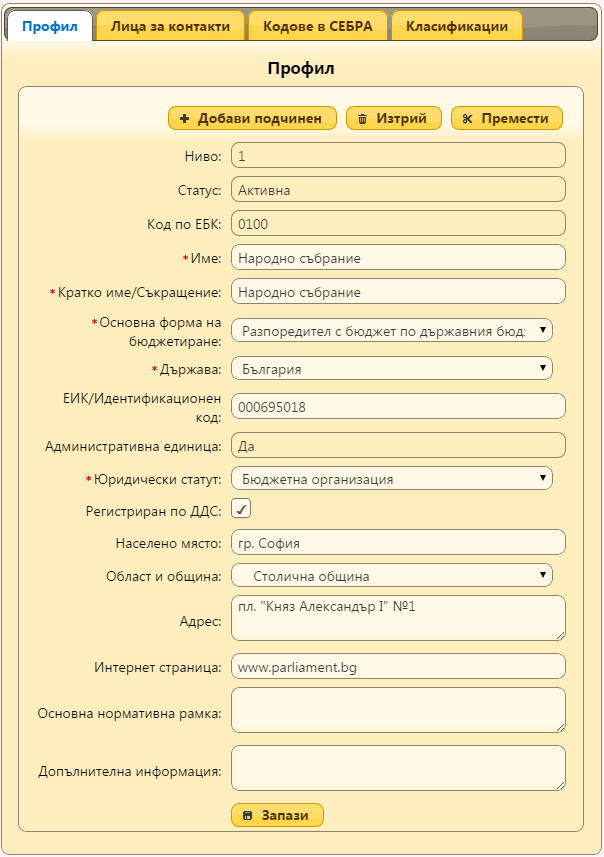 Профил Лица за контакти Кодове в СЕБРА Класификации
Профил
Добави подчинен Изтрий Премести
Ниво: 1
Статус: Активна
Код по ЕБК: 0100
*Име: Народно събрание
*Кратко име/Съкращение: Народно събрание
*Основна форма на
бюджетиране: Разпоредител с бюджет по държавния бюд:
*Държава: България
ЕИК/Идентификационен
код: 000695018
Административна единица: Да
*Юридически статут: Бюджетна организация
Регистриран по ДДС:
Населено място: гр. София
Област и община: Столична община
Адрес: пл. "Княз Александър I" №1
Интернет страница: www.parliament.bg
Основна нормативна рамка:
Допълнителна информация:
Запази